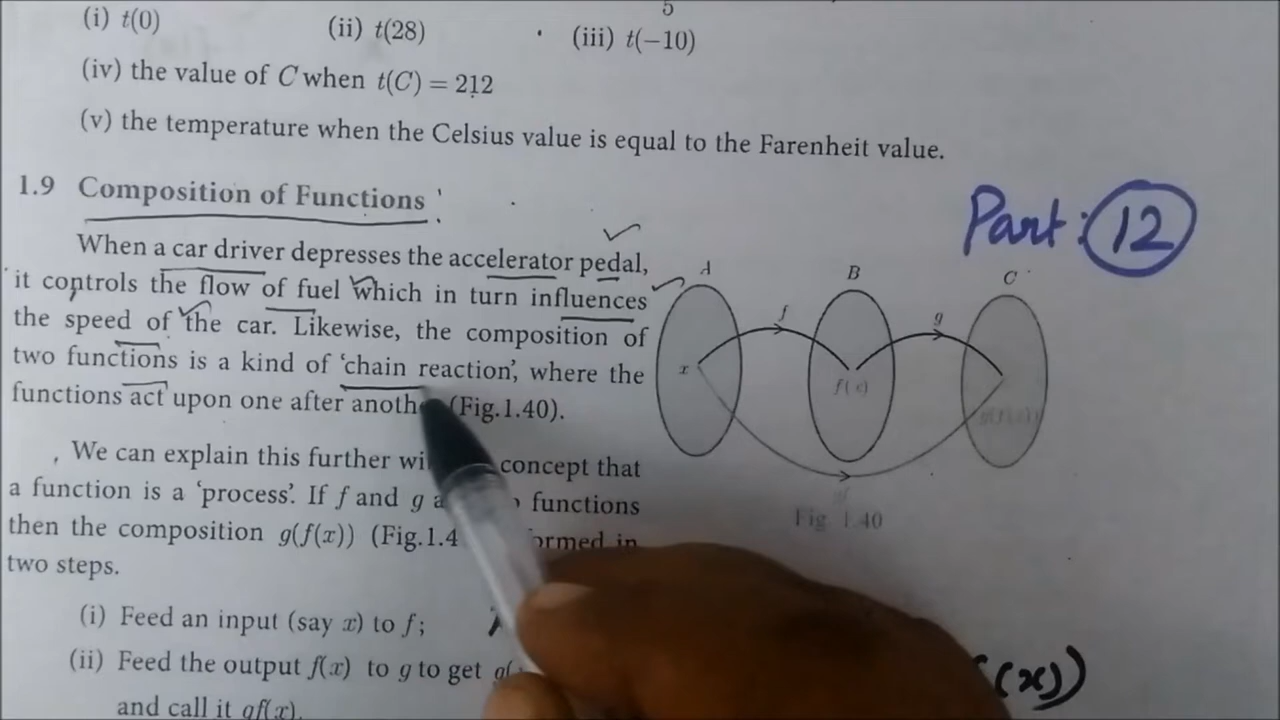 5
(i) t(0) (ii) t(28) (iii) t(−10)
(iv) the value of C when t(C) = 212
(v) the temperature when the Celsius value is equal to the Farenheit value.
1.9 Composition of Functions
Part : 12
When a car driver depresses the accelerator pedal,
it controls the flow of fuel which in turn influences
the speed of the car. Likewise, the composition of
two functions is a kind of ‘chain reaction’, where the
functions act upon one after anoth (Fig.1.40).
We can explain this further wi concept that
a function is a ‘process’. If f and g a functions
then the composition g(f(x)) (Fig.1.4 ormed in
two steps.
(i) Feed an input (say x) to f;
(ii) Feed the output f(x) to g to get g(
and call it gf(x).
A B C
f g
x f(x) g(f(x))
gf
Fig 1.40
(x))